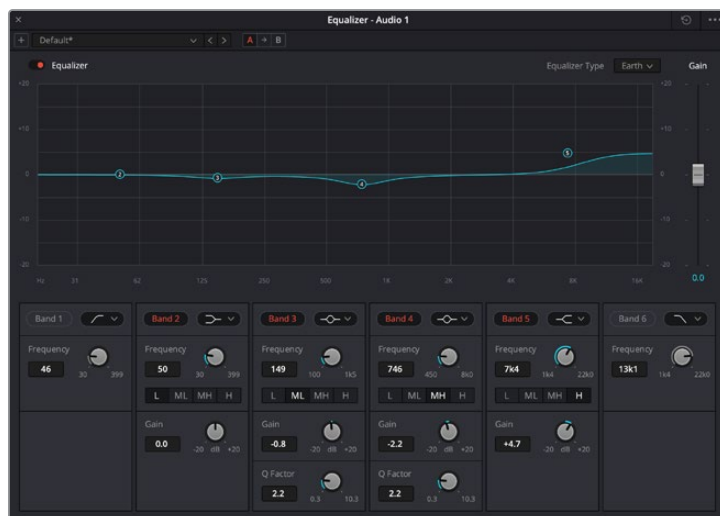 Equalizer - Audio 1
Default*
A B
Equalizer
Equalizer Type Earth Gain
+20 +20
+10 +10
0 0
-10 -10
-20 -20
2 3 4 5
Hz 31 62 125 250 500 1K 2K 4K 8K 16K
0.0
Band 1 Band 2 Band 3 Band 4 Band 5 Band 6
Frequency Frequency Frequency Frequency Frequency Frequency
46 30 399 50 30 399 149 100 1k5 746 450 8k0 7k4 1k4 22k0 13k1 1k4 22k0
L ML MH H L ML MH H L ML MH H L ML MH H
Gain Gain Gain Gain
0.0 -20 dB +20 -0.8 -20 dB +20 -2.2 -20 dB +20 +4.7 -20 dB +20
Q Factor Q Factor
2.2 0.3 10.3 2.2 0.3 10.3